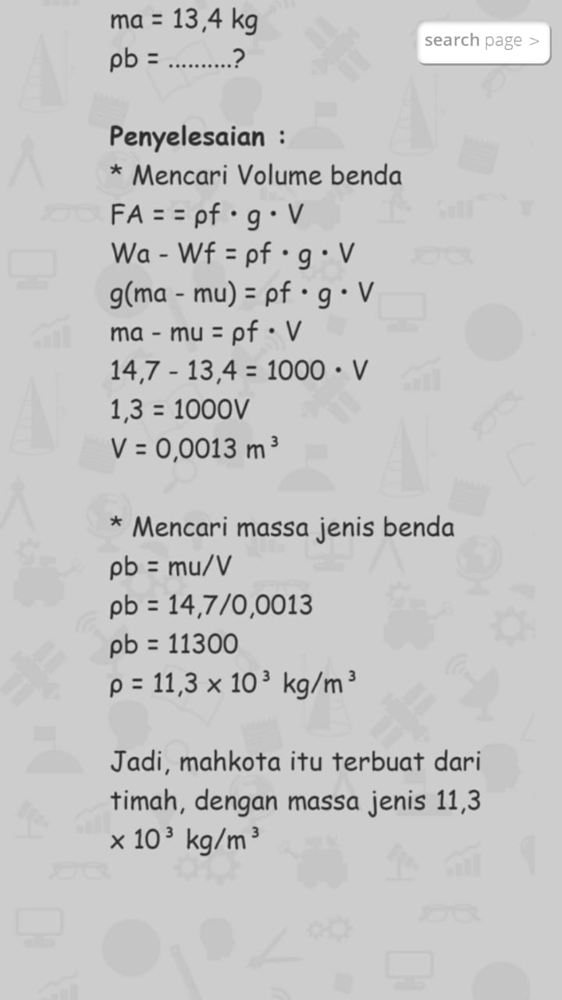 ma = 13,4 kg
search page >
ρb = ..........?
Penyelesaian :
* Mencari Volume benda
FA = = ρf · g · V
Wa - Wf = ρf · g · V
g(ma - mu) = ρf · g · V
ma - mu = ρf · V
14,7 - 13,4 = 1000 · V
1,3 = 1000V
V = 0,0013 m³
* Mencari massa jenis benda
ρb = mu/V
ρb = 14,7/0,0013
ρb = 11300
ρ = 11,3 x 10³ kg/m³
Jadi, mahkota itu terbuat dari
timah, dengan massa jenis 11,3
x 10³ kg/m³